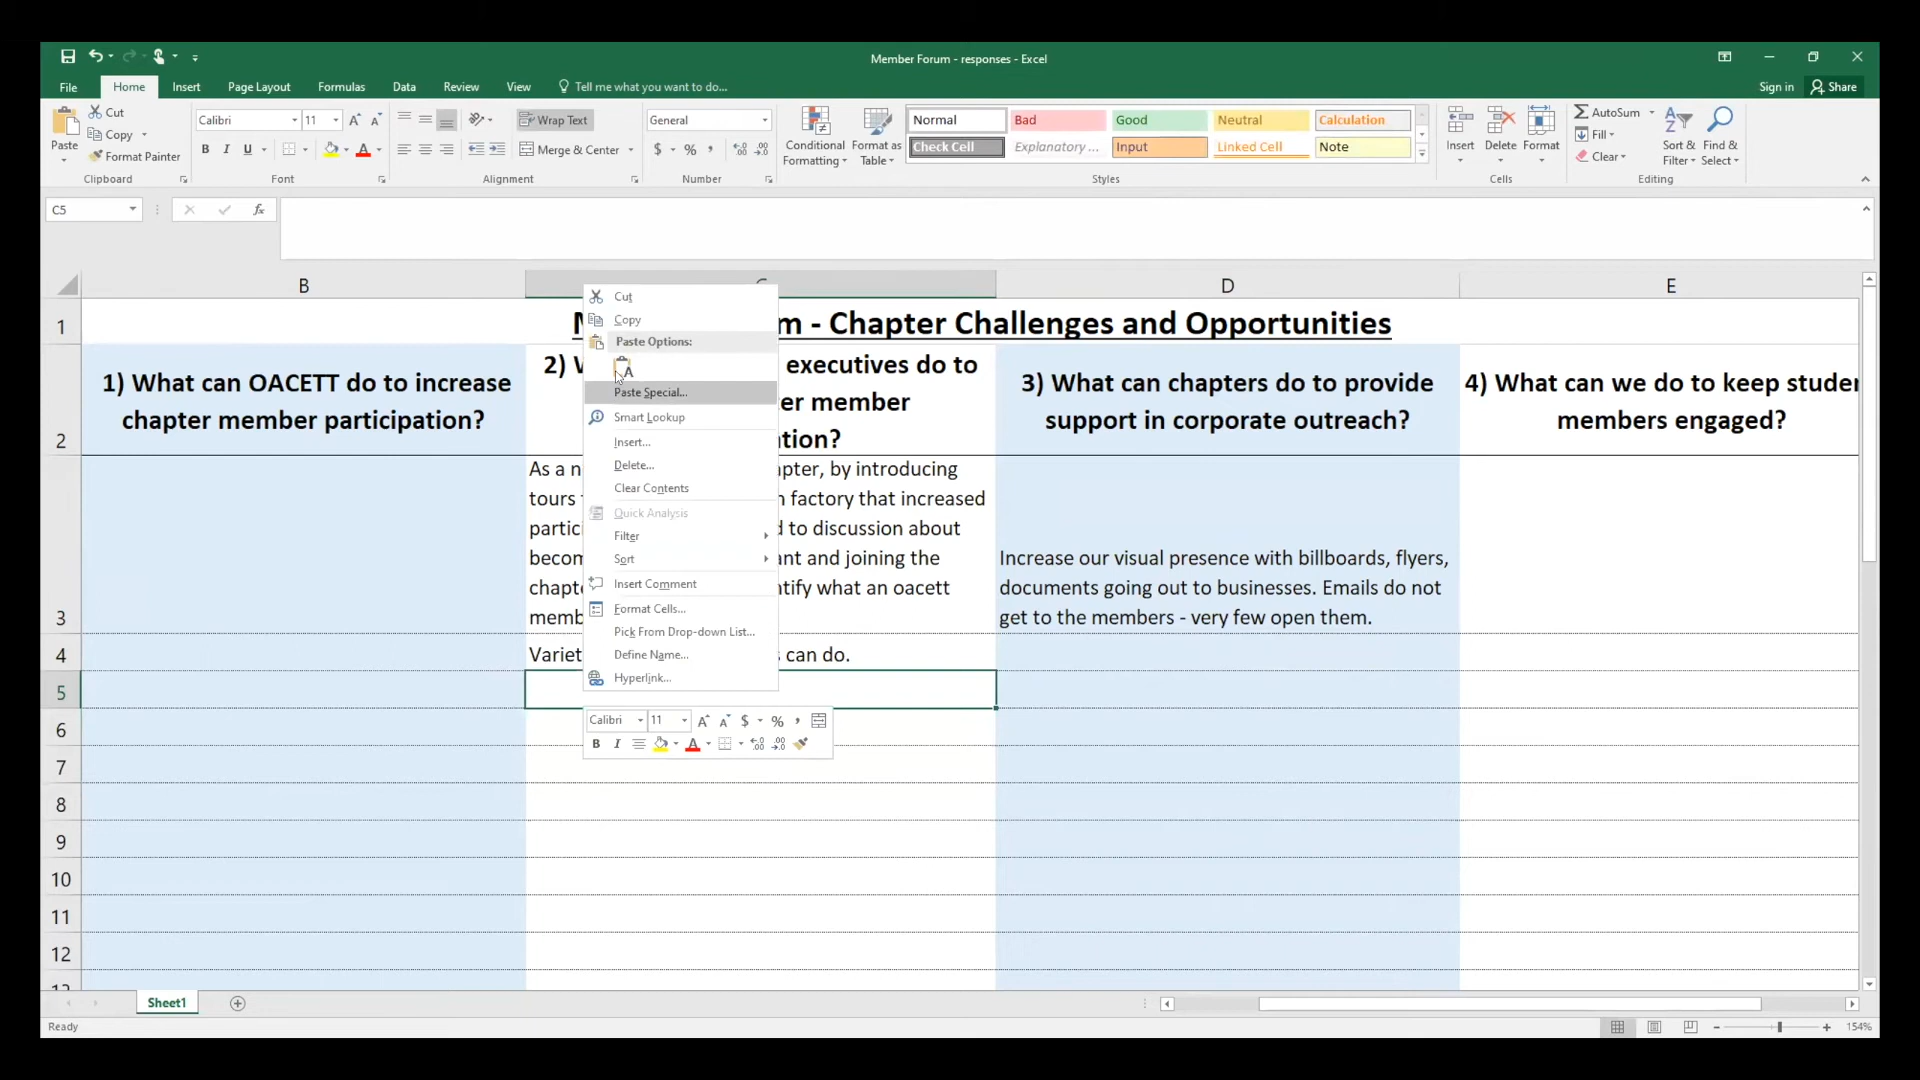 Member Forum - responses - Excel
File Home Insert Page Layout Formulas Data Review View Tell me what you want to do... Sign in Share
Paste
Cut
Copy
Format Painter
Clipboard
Calibri 11
B I U
Font
Wrap Text
Merge & Center
Alignment
General
$ % ,
Number
Conditional
Formatting
Format as
Table
Normal Bad Good Neutral Calculation
Check Cell Explanatory ... Input Linked Cell Note
Styles
Insert Delete Format
Cells
AutoSum
Fill
Clear
Sort &
Filter
Find &
Select
Editing
C5
fx
B C D E
1
m - Chapter Challenges and Opportunities
2
1) What can OACETT do to increase
chapter member participation?
2) W executives do to
er member
tion?
3) What can chapters do to provide
support in corporate outreach?
4) What can we do to keep studen
members engaged?
3
As a n pter, by introducing
tours n factory that increased
partici d to discussion about
becom ant and joining the
chapte ntify what an oacett
memb
Increase our visual presence with billboards, flyers,
documents going out to businesses. Emails do not
get to the members - very few open them.
4
Variet s can do.
5
6
7
8
9
10
11
12
Cut
Copy
Paste Options:
A
Paste Special...
Smart Lookup
Insert...
Delete...
Clear Contents
Quick Analysis
Filter
Sort
Insert Comment
Format Cells...
Pick From Drop-down List...
Define Name...
Hyperlink...
Calibri 11 A A $ % ,
B I A
Sheet1
Ready
154%